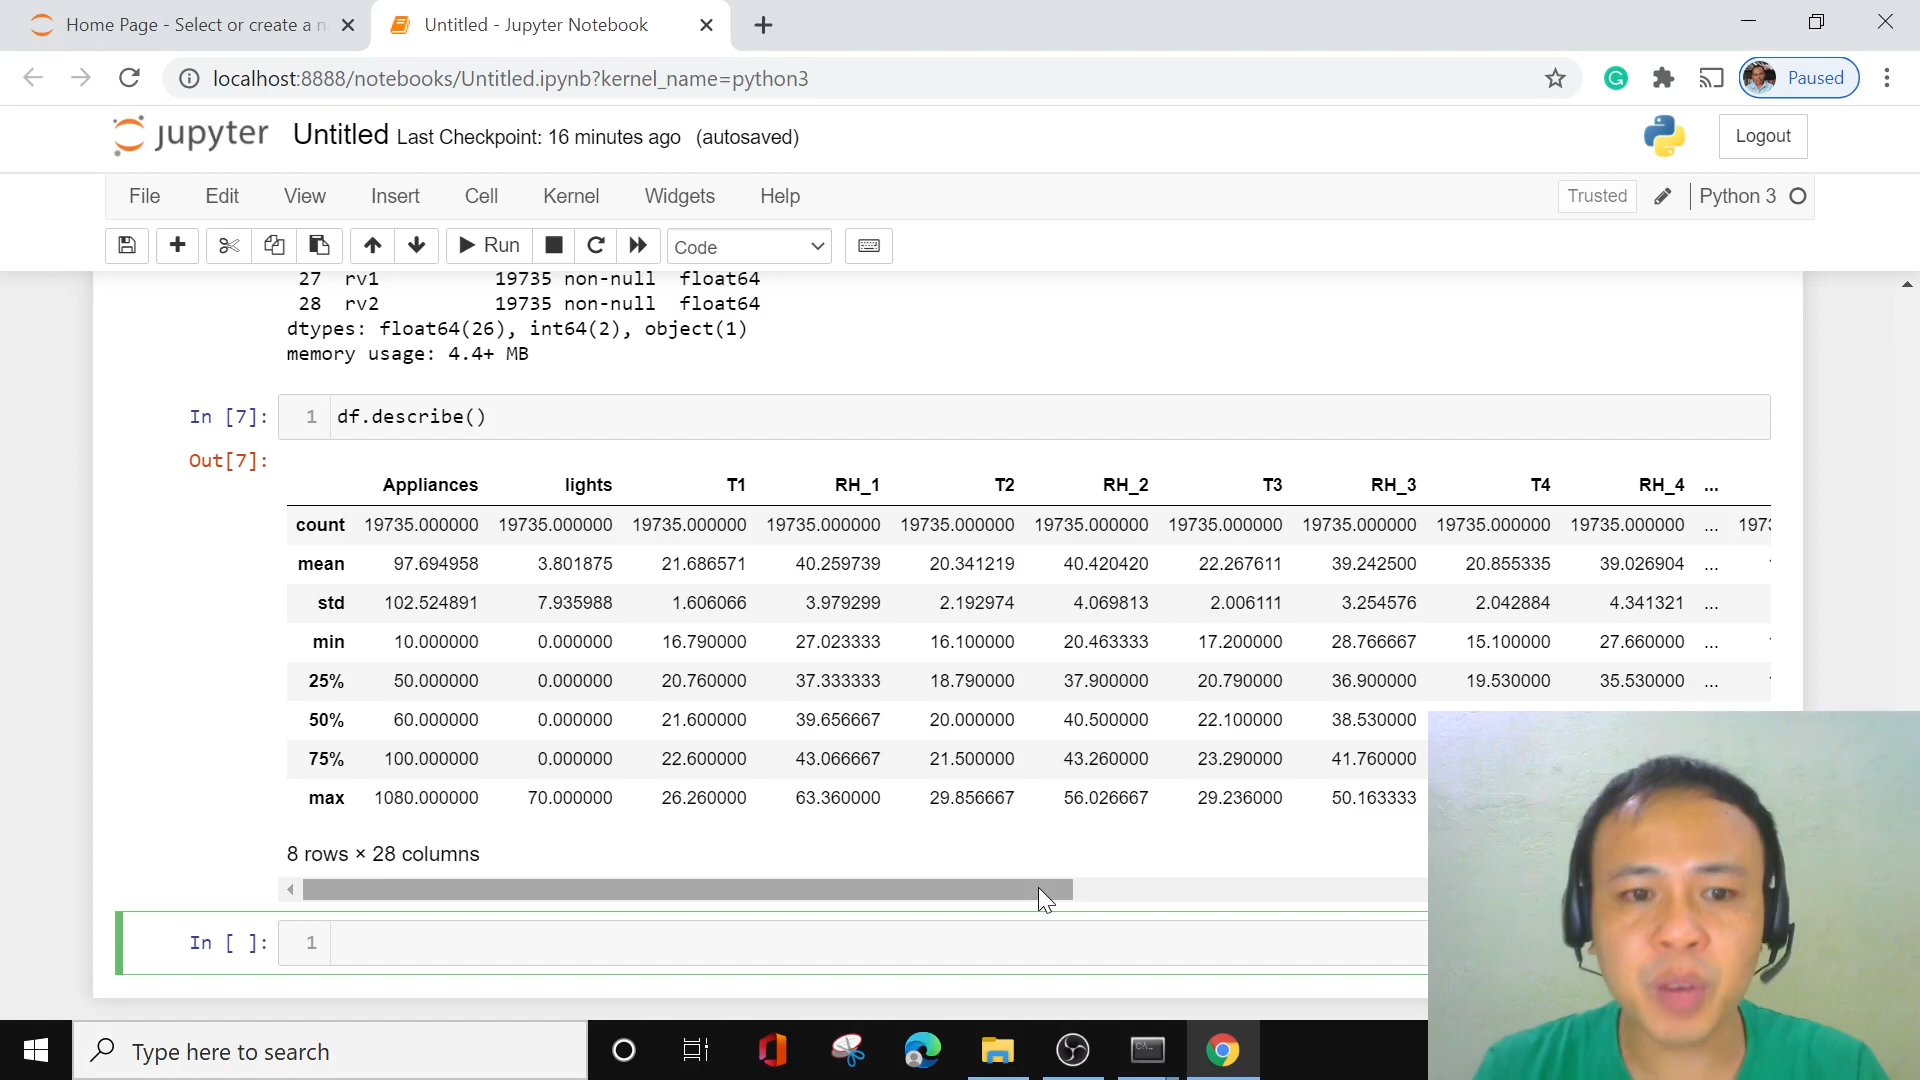 Home Page - Select or create a n
Untitled - Jupyter Notebook
localhost:8888/notebooks/Untitled.ipynb?kernel_name=python3
Paused
jupyter Untitled Last Checkpoint: 16 minutes ago (autosaved)
Logout
File Edit View Insert Cell Kernel Widgets Help
Trusted Python 3
Run Code
27 rv1 19735 non-null float64
28 rv2 19735 non-null float64
dtypes: float64(26), int64(2), object(1)
memory usage: 4.4+ MB
In [7]: 1 df.describe()
Out[7]:
Appliances lights T1 RH_1 T2 RH_2 T3 RH_3 T4 RH_4 ...
count 19735.000000 19735.000000 19735.000000 19735.000000 19735.000000 19735.000000 19735.000000 19735.000000 19735.000000 19735.000000 ... 1973
mean 97.694958 3.801875 21.686571 40.259739 20.341219 40.420420 22.267611 39.242500 20.855335 39.026904 ...
std 102.524891 7.935988 1.606066 3.979299 2.192974 4.069813 2.006111 3.254576 2.042884 4.341321 ...
min 10.000000 0.000000 16.790000 27.023333 16.100000 20.463333 17.200000 28.766667 15.100000 27.660000 ...
25% 50.000000 0.000000 20.760000 37.333333 18.790000 37.900000 20.790000 36.900000 19.530000 35.530000 ...
50% 60.000000 0.000000 21.600000 39.656667 20.000000 40.500000 22.100000 38.530000
75% 100.000000 0.000000 22.600000 43.066667 21.500000 43.260000 23.290000 41.760000
max 1080.000000 70.000000 26.260000 63.360000 29.856667 56.026667 29.236000 50.163333
8 rows × 28 columns
In [ ]: 1
Type here to search